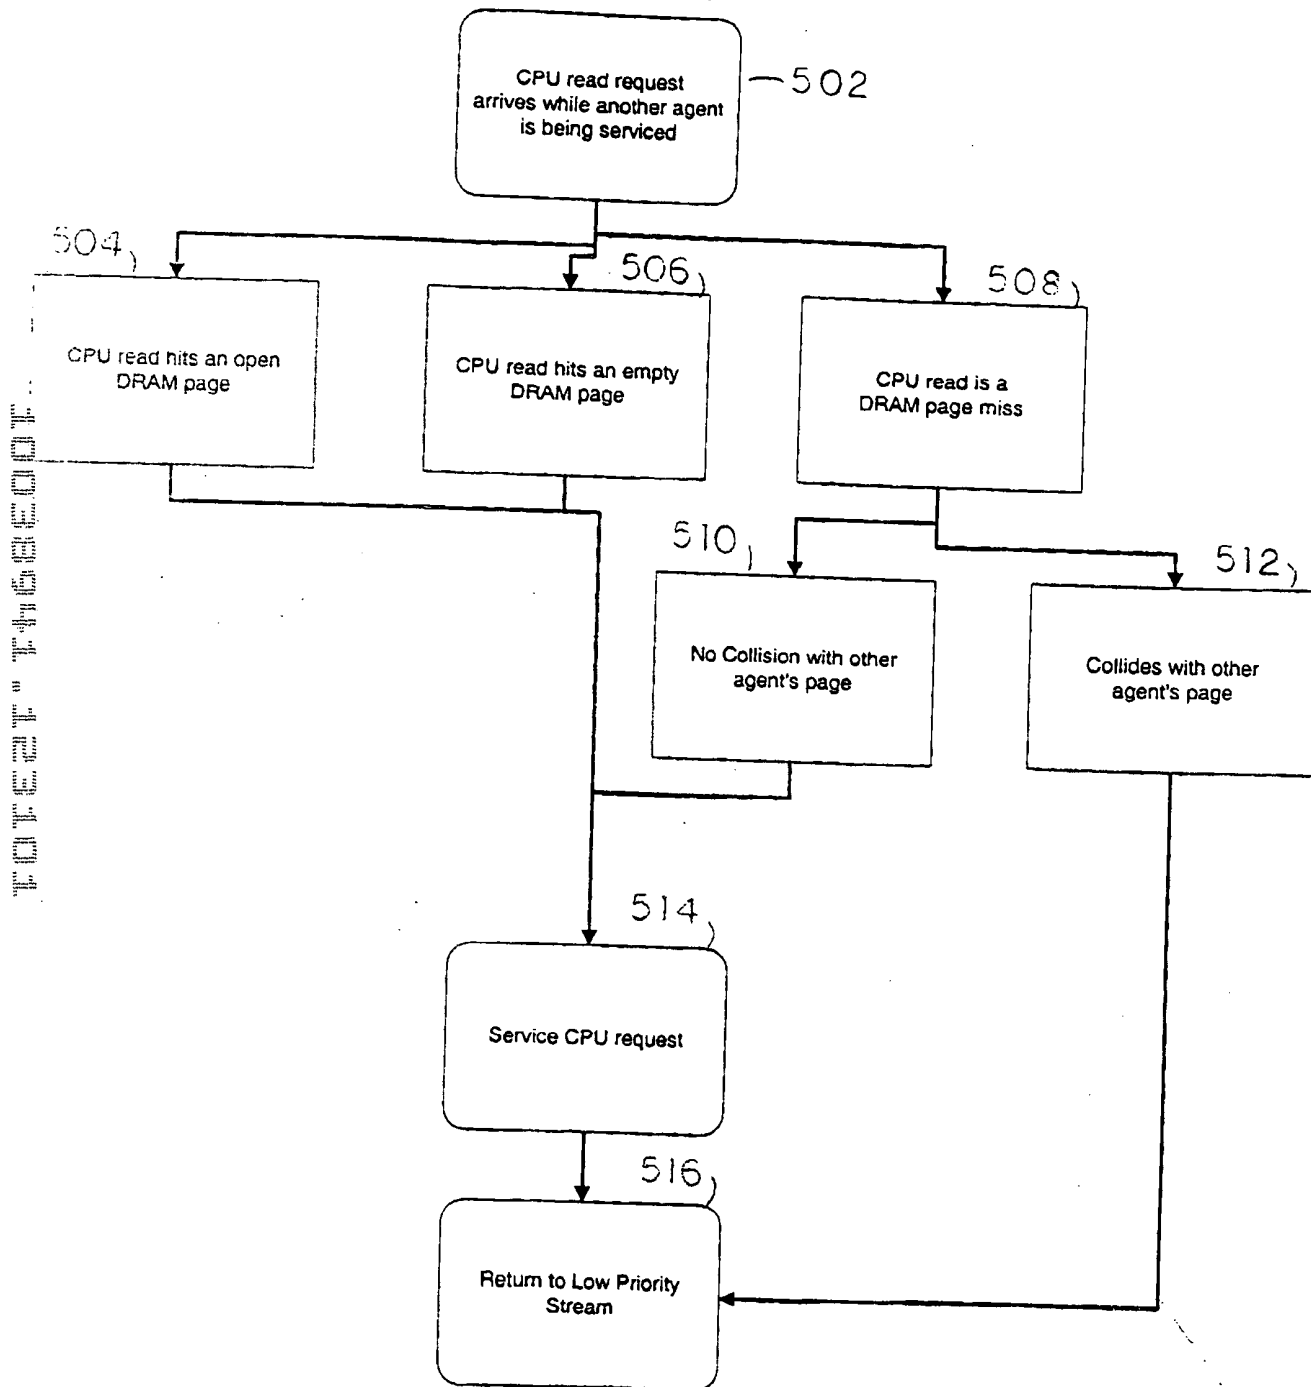 CPU read request
arrives while another agent
is being serviced
502
504
506
508
CPU read hits an open
DRAM page
CPU read hits an empty
DRAM page
CPU read is a
DRAM page miss
510
512
No Collision with other
agent's page
Collides with other
agent's page
514
Service CPU request
516
Return to Low Priority
Stream
10038941.123101